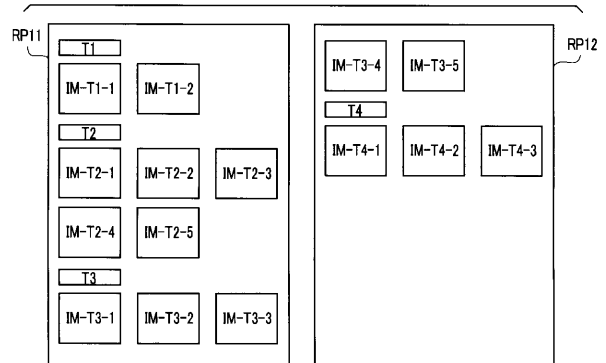 RP11
T1
IM-T1-1 IM-T1-2
T2
IM-T2-1 IM-T2-2 IM-T2-3
IM-T2-4 IM-T2-5
T3
IM-T3-1 IM-T3-2 IM-T3-3
RP12
IM-T3-4 IM-T3-5
T4
IM-T4-1 IM-T4-2 IM-T4-3